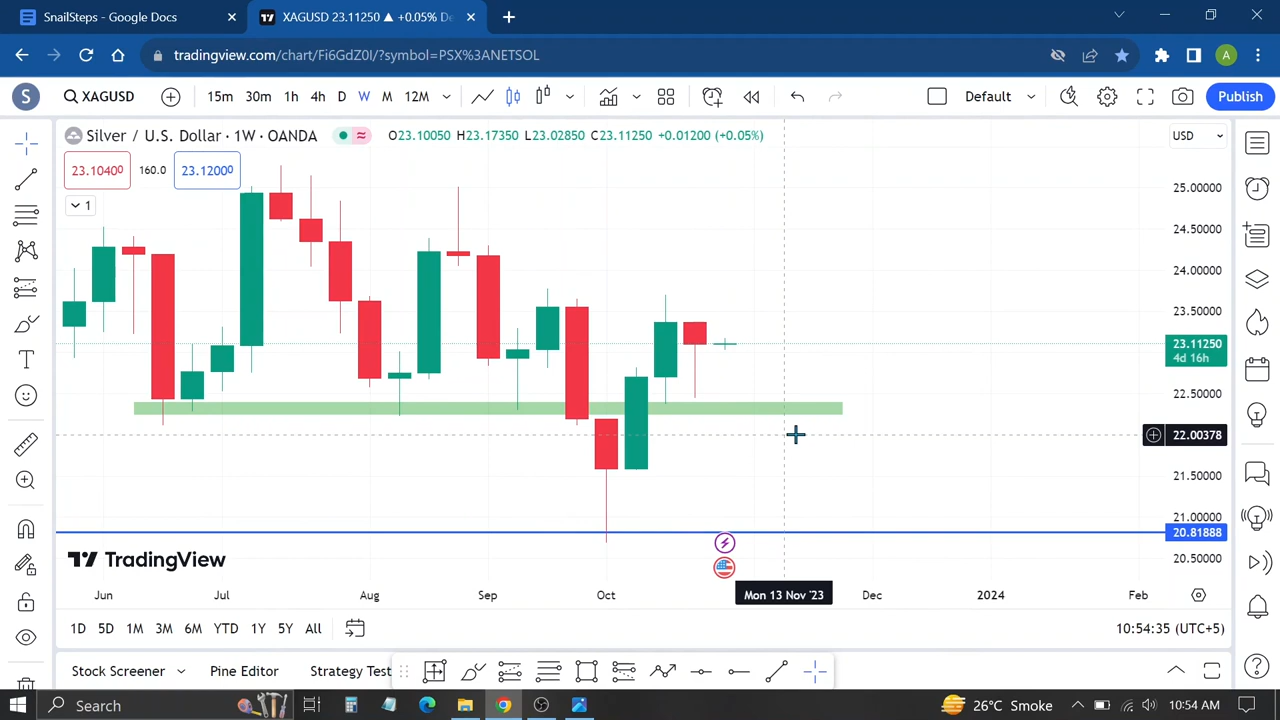 SnailSteps - Google Docs
XAGUSD 23.11250 ▲ +0.05% De
tradingview.com/chart/Fi6GdZ0I/?symbol=PSX%3ANETSOL
A
S
XAGUSD
15m 30m 1h 4h D W M 12M
Default
Publish
Silver / U.S. Dollar · 1W · OANDA
O23.10050 H23.17350 L23.02850 C23.11250 +0.01200 (+0.05%)
USD
23.10400
160.0
23.12000
1
25.00000
24.50000
24.00000
23.50000
23.11250
4d 16h
22.50000
22.00378
21.50000
21.00000
20.81888
20.50000
TradingView
Jun Jul Aug Sep Oct Mon 13 Nov '23 Dec 2024 Feb
1D 5D 1M 3M 6M YTD 1Y 5Y All
10:54:35 (UTC+5)
Stock Screener Pine Editor Strategy Test
Search
26°C Smoke
10:54 AM